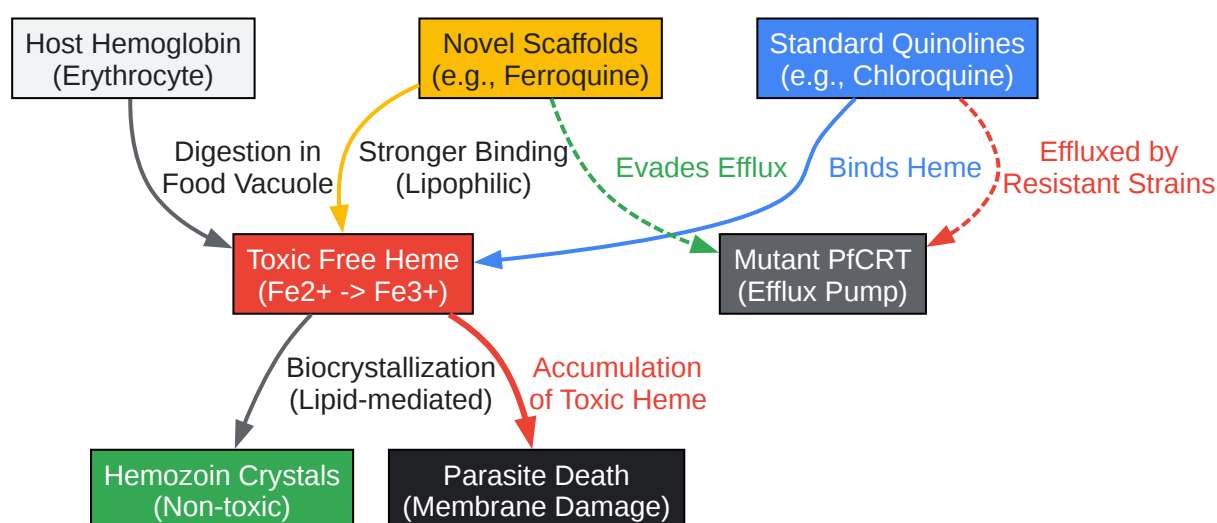 Host Hemoglobin
(Erythrocyte)
Novel Scaffolds
(e.g., Ferroquine)
Standard Quinolines
(e.g., Chloroquine)
Digestion in
Food Vacuole
Stronger Binding
(Lipophilic)
Evades Efflux
Binds Heme
Effluxed by
Resistant Strains
Toxic Free Heme
(Fe2+ -> Fe3+)
Mutant PfCRT
(Efflux Pump)
Biocrystallization
(Lipid-mediated)
Accumulation
of Toxic Heme
Hemozoin Crystals
(Non-toxic)
Parasite Death
(Membrane Damage)